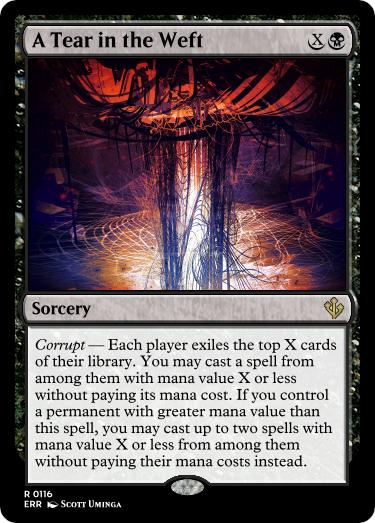 A Tear in the Weft X
Sorcery
Corrupt — Each player exiles the top X cards
of their library. You may cast a spell from
among them with mana value X or less
without paying its mana cost. If you control
a permanent with greater mana value than
this spell, you may cast up to two spells with
mana value X or less from among them
without paying their mana costs instead.
R 0116
ERR Scott Uminga